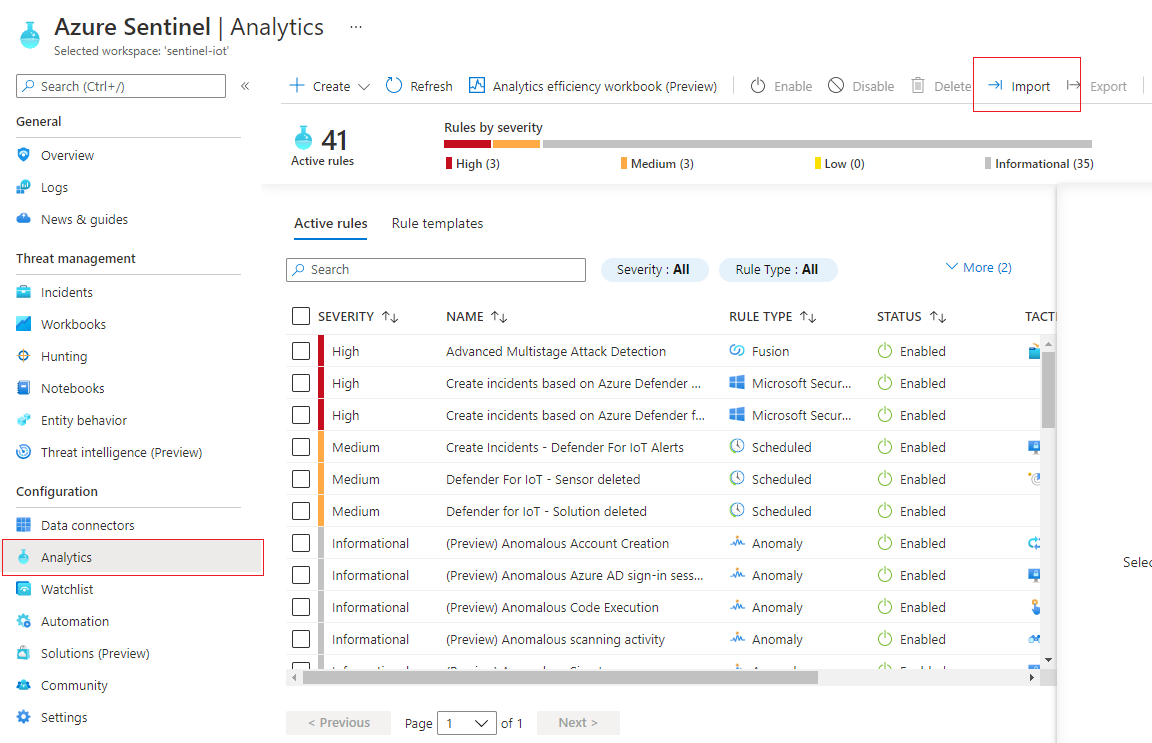 Azure Sentinel | Analytics ...
Selected workspace: 'sentinel-iot'
Search (Ctrl+/) «
General
Overview
Logs
News & guides
Threat management
Incidents
Workbooks
Hunting
Notebooks
Entity behavior
Threat intelligence (Preview)
Configuration
Data connectors
Analytics
Watchlist
Automation
Solutions (Preview)
Community
Settings
Create Refresh Analytics efficiency workbook (Preview) Enable Disable Delete Import Export
41
Active rules
Rules by severity
High (3) Medium (3) Low (0) Informational (35)
Active rules Rule templates
Search Severity : All Rule Type : All More (2)
SEVERITY NAME RULE TYPE STATUS TACTI
High Advanced Multistage Attack Detection Fusion Enabled
High Create incidents based on Azure Defender ... Microsoft Secur... Enabled
High Create incidents based on Azure Defender f... Microsoft Secur... Enabled
Medium Create Incidents - Defender For IoT Alerts Scheduled Enabled
Medium Defender For IoT - Sensor deleted Scheduled Enabled
Medium Defender for IoT - Solution deleted Scheduled Enabled
Informational (Preview) Anomalous Account Creation Anomaly Enabled
Informational (Preview) Anomalous Azure AD sign-in sess... Anomaly Enabled
Informational (Preview) Anomalous Code Execution Anomaly Enabled
Informational (Preview) Anomalous scanning activity Anomaly Enabled
Selec
< Previous Page 1 of 1 Next >